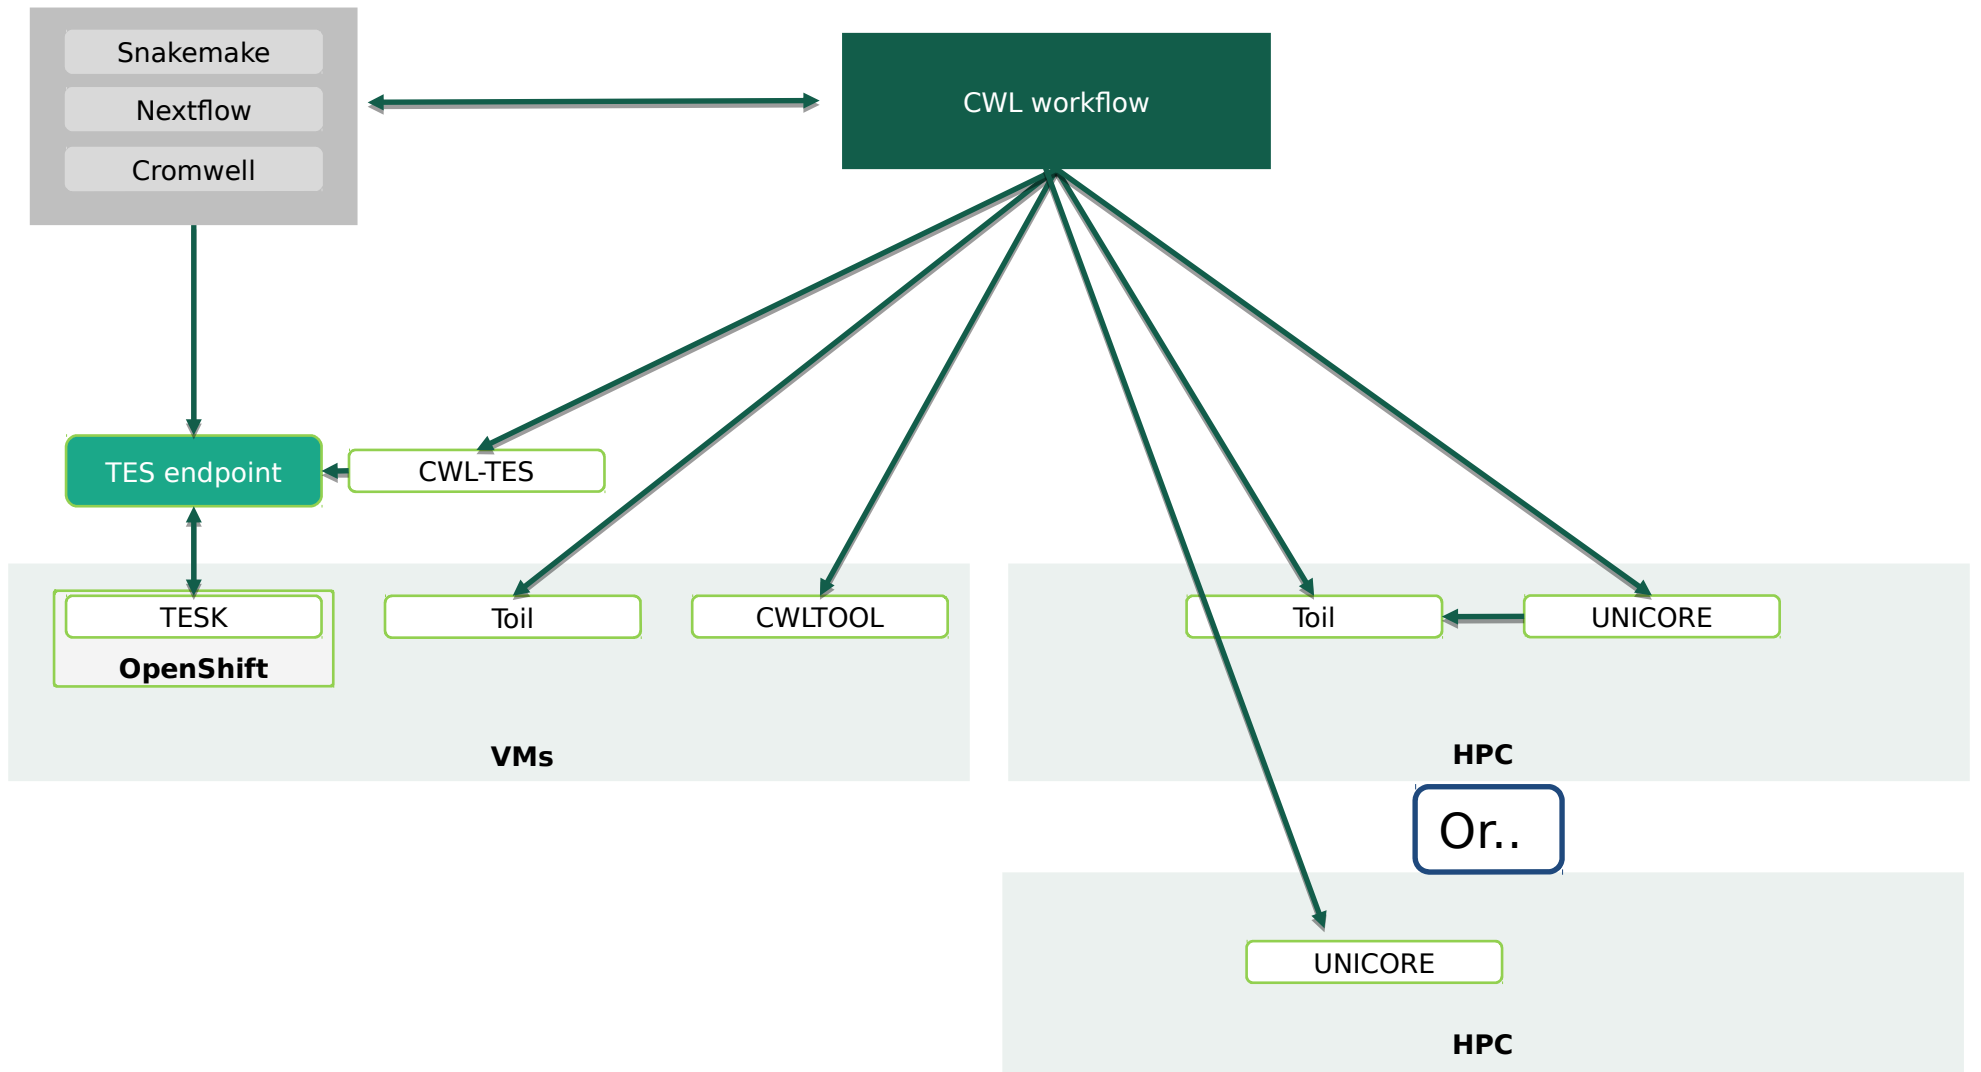 Snakemake
Nextflow
Cromwell
CWL workflow
TES endpoint
CWL-TES
TESK
OpenShift
Toil
CWLTOOL
VMs
Toil
UNICORE
HPC
Or..
UNICORE
HPC